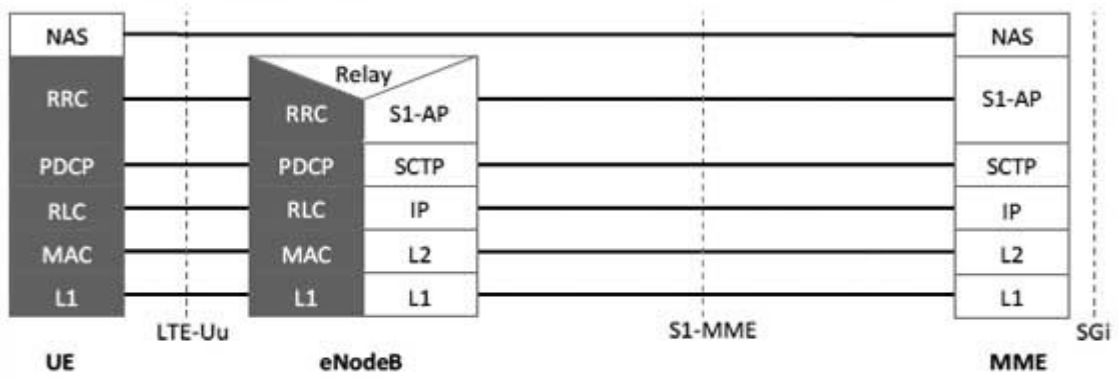 NAS NAS
Relay
RRC RRC S1-AP S1-AP
PDCP PDCP SCTP SCTP
RLC RLC IP IP
MAC MAC L2 L2
L1 L1 L1 L1
LTE-Uu S1-MME SGi
UE eNodeB MME